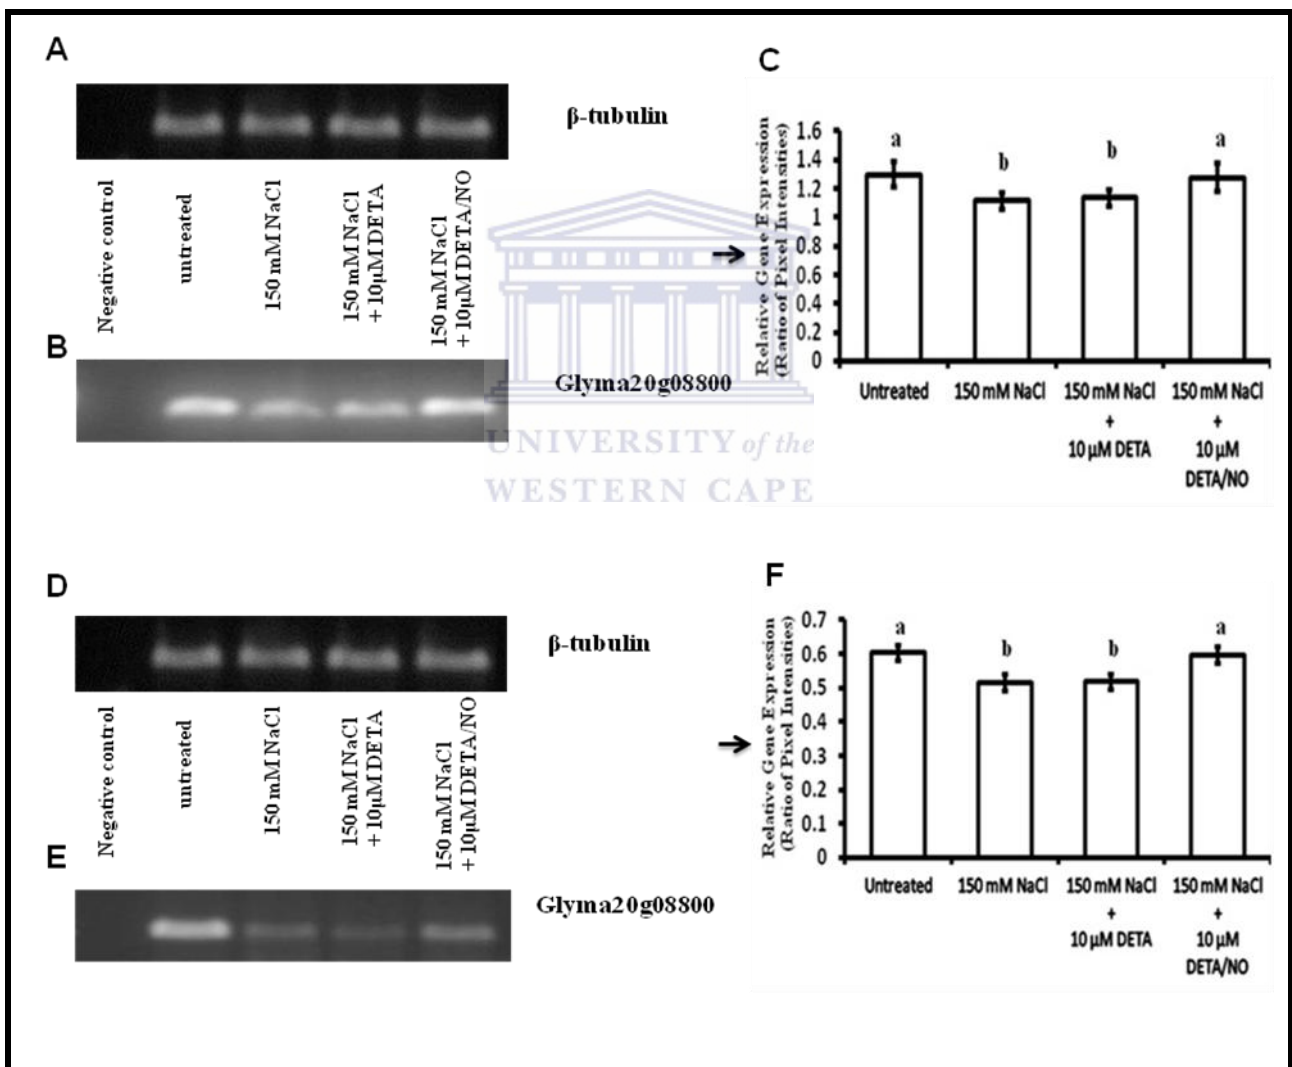 A
β-tubulin
Negative control
untreated
150 mM NaCl
150 mM NaCl
+ 10µM DETA
150 mM NaCl
+ 10µM DETA/NO
B
Glyma20g08800
UNIVERSITY of the
WESTERN CAPE
C
Relative Gene Expression
(Ratio of Pixel Intensities)
1.6
1.4
1.2
1
0.8
0.6
0.4
0.2
0
a
b
b
a
Untreated
150 mM NaCl
150 mM NaCl
+
10 µM DETA
150 mM NaCl
+
10 µM
DETA/NO
D
β-tubulin
Negative control
untreated
150 mM NaCl
150 mM NaCl
+ 10µM DETA
150 mM NaCl
+ 10µM DETA/NO
E
Glyma20g08800
F
Relative Gene Expression
(Ratio of Pixel Intensities)
0.7
0.6
0.5
0.4
0.3
0.2
0.1
0
a
b
b
a
Untreated
150 mM NaCl
150 mM NaCl
+
10 µM DETA
150 mM NaCl
+
10 µM
DETA/NO